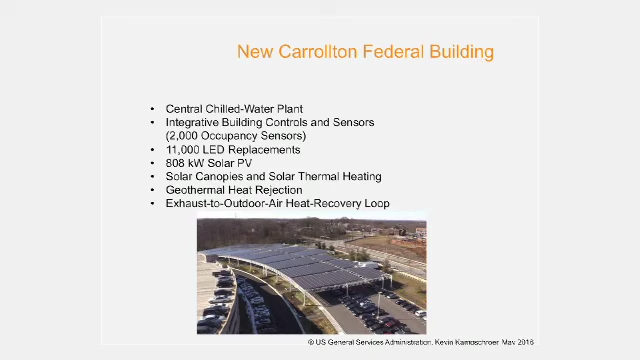 New Carrollton Federal Building
• Central Chilled-Water Plant
• Integrative Building Controls and Sensors
(2,000 Occupancy Sensors)
• 11,000 LED Replacements
• 808 kW Solar PV
• Solar Canopies and Solar Thermal Heating
• Geothermal Heat Rejection
• Exhaust-to-Outdoor-Air Heat-Recovery Loop
© US General Services Administration, Kevin Kampschroer, May 2016